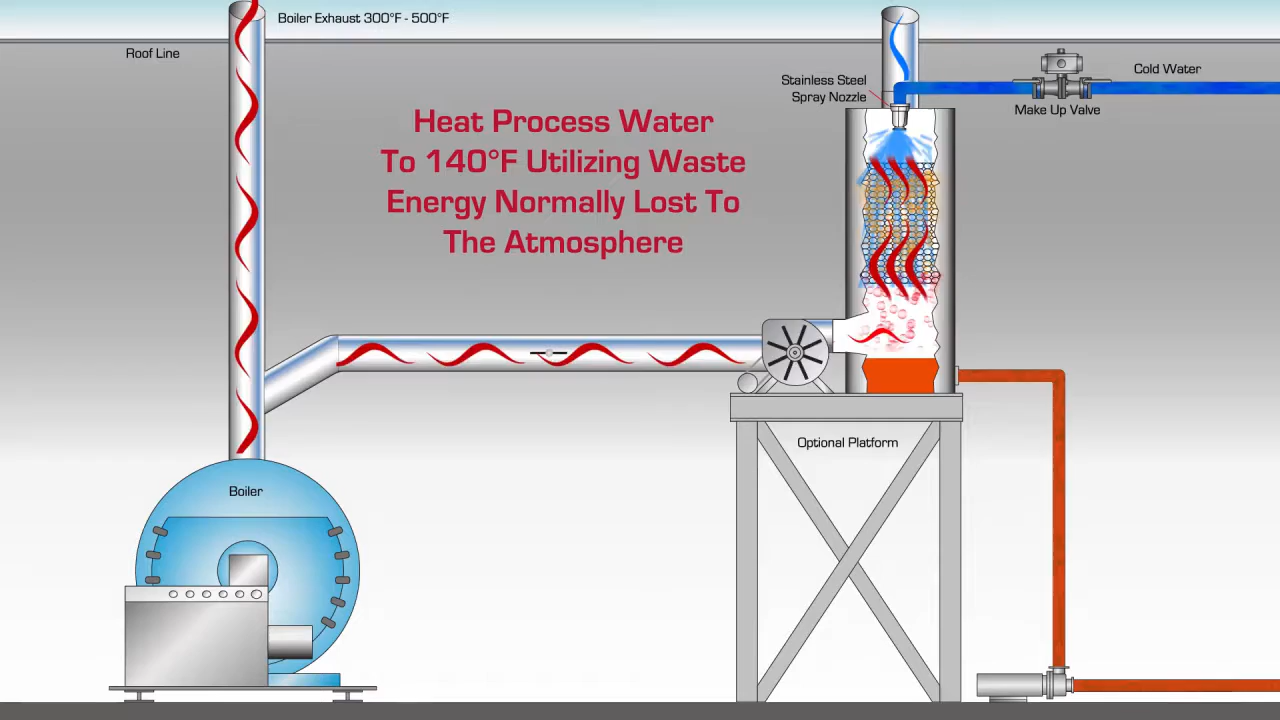 Boiler Exhaust 300°F - 500°F
Roof Line
Cold Water
Stainless Steel
Spray Nozzle
Make Up Valve
Heat Process Water
To 140°F Utilizing Waste
Energy Normally Lost To
The Atmosphere
Optional Platform
Boiler